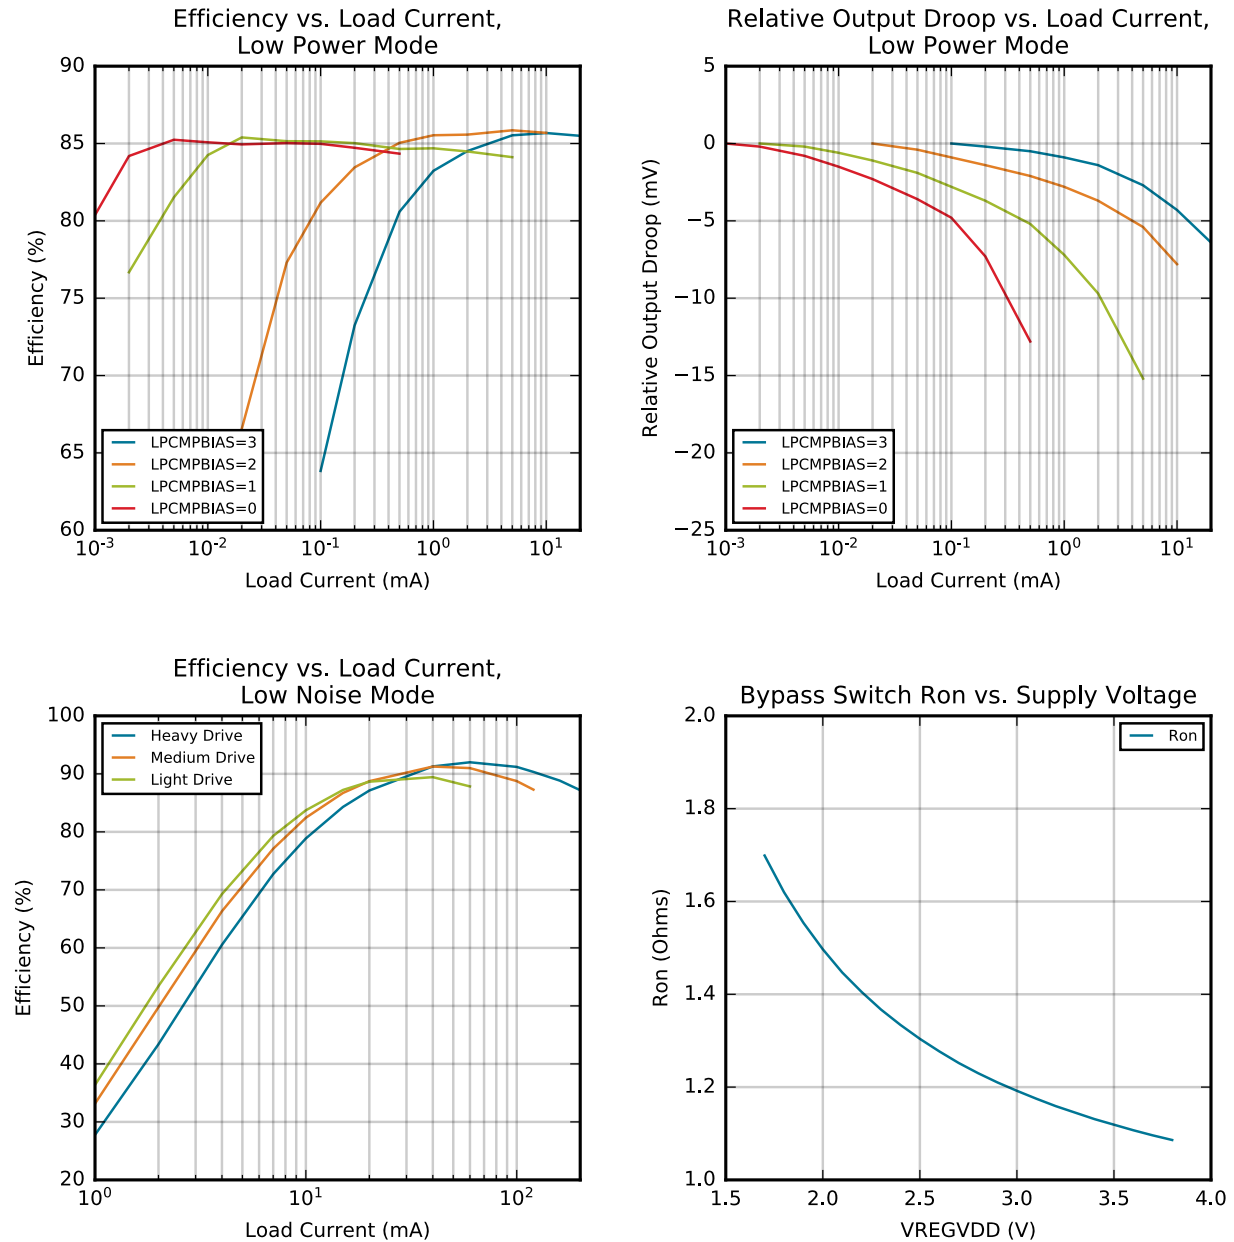 Efficiency vs. Load Current,
Low Power Mode
90
85
80
75
70
65
60
Efficiency (%)
LPCMPBIAS=3
LPCMPBIAS=2
LPCMPBIAS=1
LPCMPBIAS=0
10⁻³ 10⁻² 10⁻¹ 10⁰ 10¹
Load Current (mA)
Relative Output Droop vs. Load Current,
Low Power Mode
5
0
−5
−10
−15
−20
−25
Relative Output Droop (mV)
LPCMPBIAS=3
LPCMPBIAS=2
LPCMPBIAS=1
LPCMPBIAS=0
10⁻³ 10⁻² 10⁻¹ 10⁰ 10¹
Load Current (mA)
Efficiency vs. Load Current,
Low Noise Mode
100
90
80
70
60
50
40
30
20
Efficiency (%)
Heavy Drive
Medium Drive
Light Drive
10⁰ 10¹ 10²
Load Current (mA)
Bypass Switch Ron vs. Supply Voltage
2.0
1.8
1.6
1.4
1.2
1.0
Ron (Ohms)
Ron
1.5 2.0 2.5 3.0 3.5 4.0
VREGVDD (V)